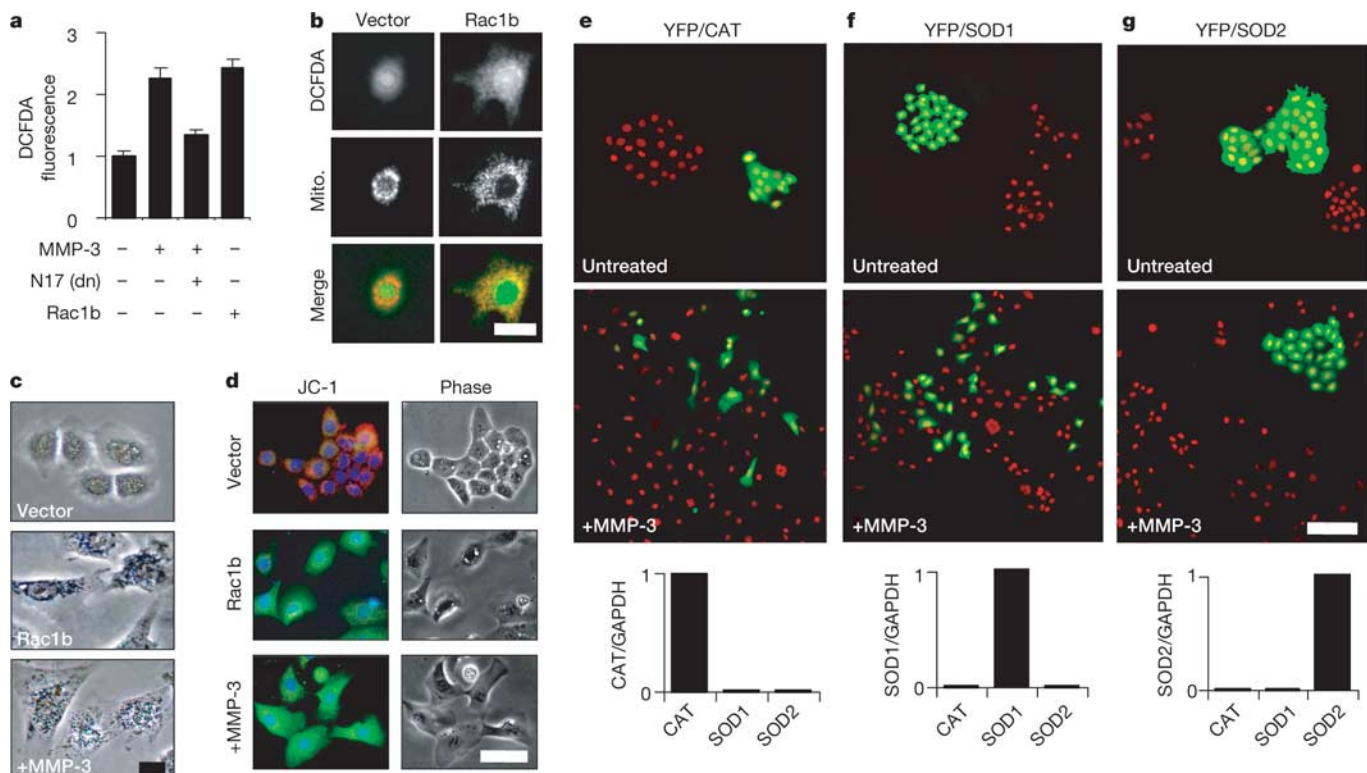 a
3
2
1
0
DCFDA
fluorescence
MMP-3 – + + –
N17 (dn) – – + –
Rac1b – – – +
b
Vector Rac1b
DCFDA
Mito.
Merge
c
Vector
Rac1b
+MMP-3
d
JC-1 Phase
Vector
Rac1b
+MMP-3
e
YFP/CAT
Untreated
+MMP-3
1
0
CAT/GAPDH
CAT SOD1 SOD2
f
YFP/SOD1
+MMP-3
1
0
SOD1/GAPDH
CAT SOD1 SOD2
g
YFP/SOD2
Untreated
+MMP-3
1
0
SOD2/GAPDH
CAT SOD1 SOD2